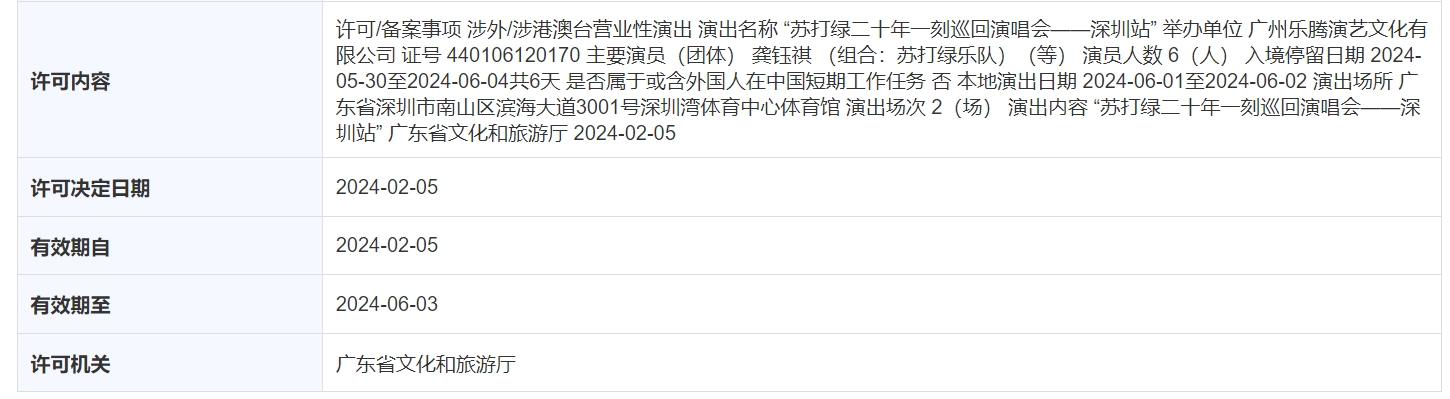 许可内容
许可/备案事项 涉外/涉港澳台营业性演出 演出名称 “苏打绿二十年一刻巡回演唱会——深圳站” 举办单位 广州乐腾演艺文化有
限公司 证号 440106120170 主要演员（团体） 龚钰祺 （组合：苏打绿乐队）（等） 演员人数 6（人） 入境停留日期 2024-
05-30至2024-06-04共6天 是否属于或含外国人在中国短期工作任务 否 本地演出日期 2024-06-01至2024-06-02 演出场所 广
东省深圳市南山区滨海大道3001号深圳湾体育中心体育馆 演出场次 2（场） 演出内容 “苏打绿二十年一刻巡回演唱会——深
圳站” 广东省文化和旅游厅 2024-02-05
许可决定日期
2024-02-05
有效期自
2024-02-05
有效期至
2024-06-03
许可机关
广东省文化和旅游厅